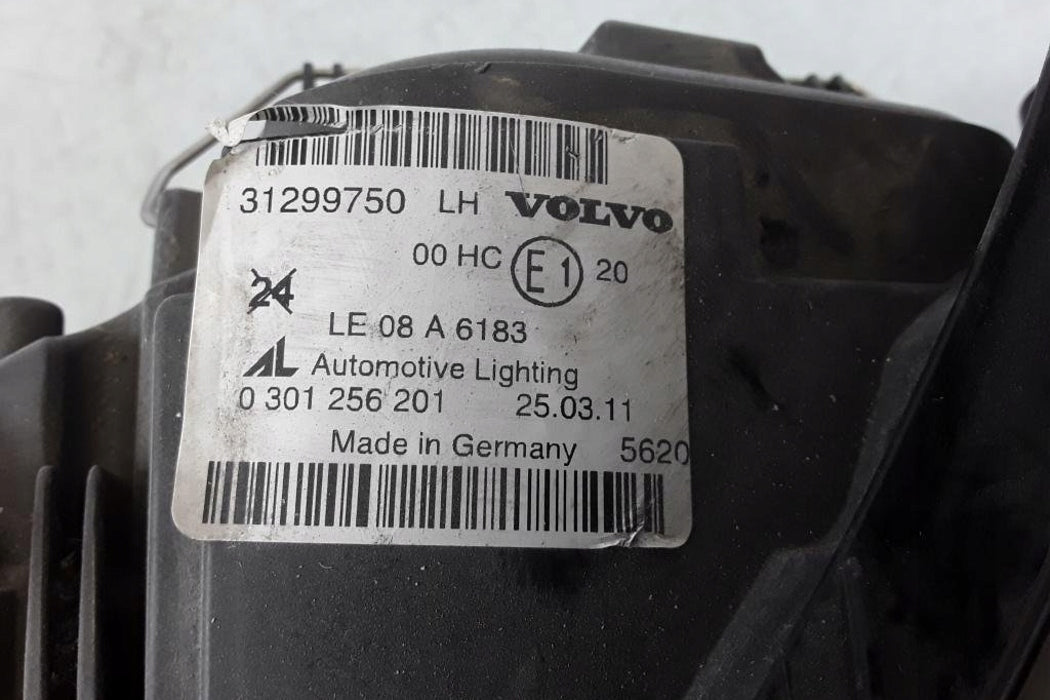 31299750 LH VOLVO
00 HC E1 20
24
LE 08 A 6183
AL Automotive Lighting
0 301 256 201 25.03.11
Made in Germany 5620